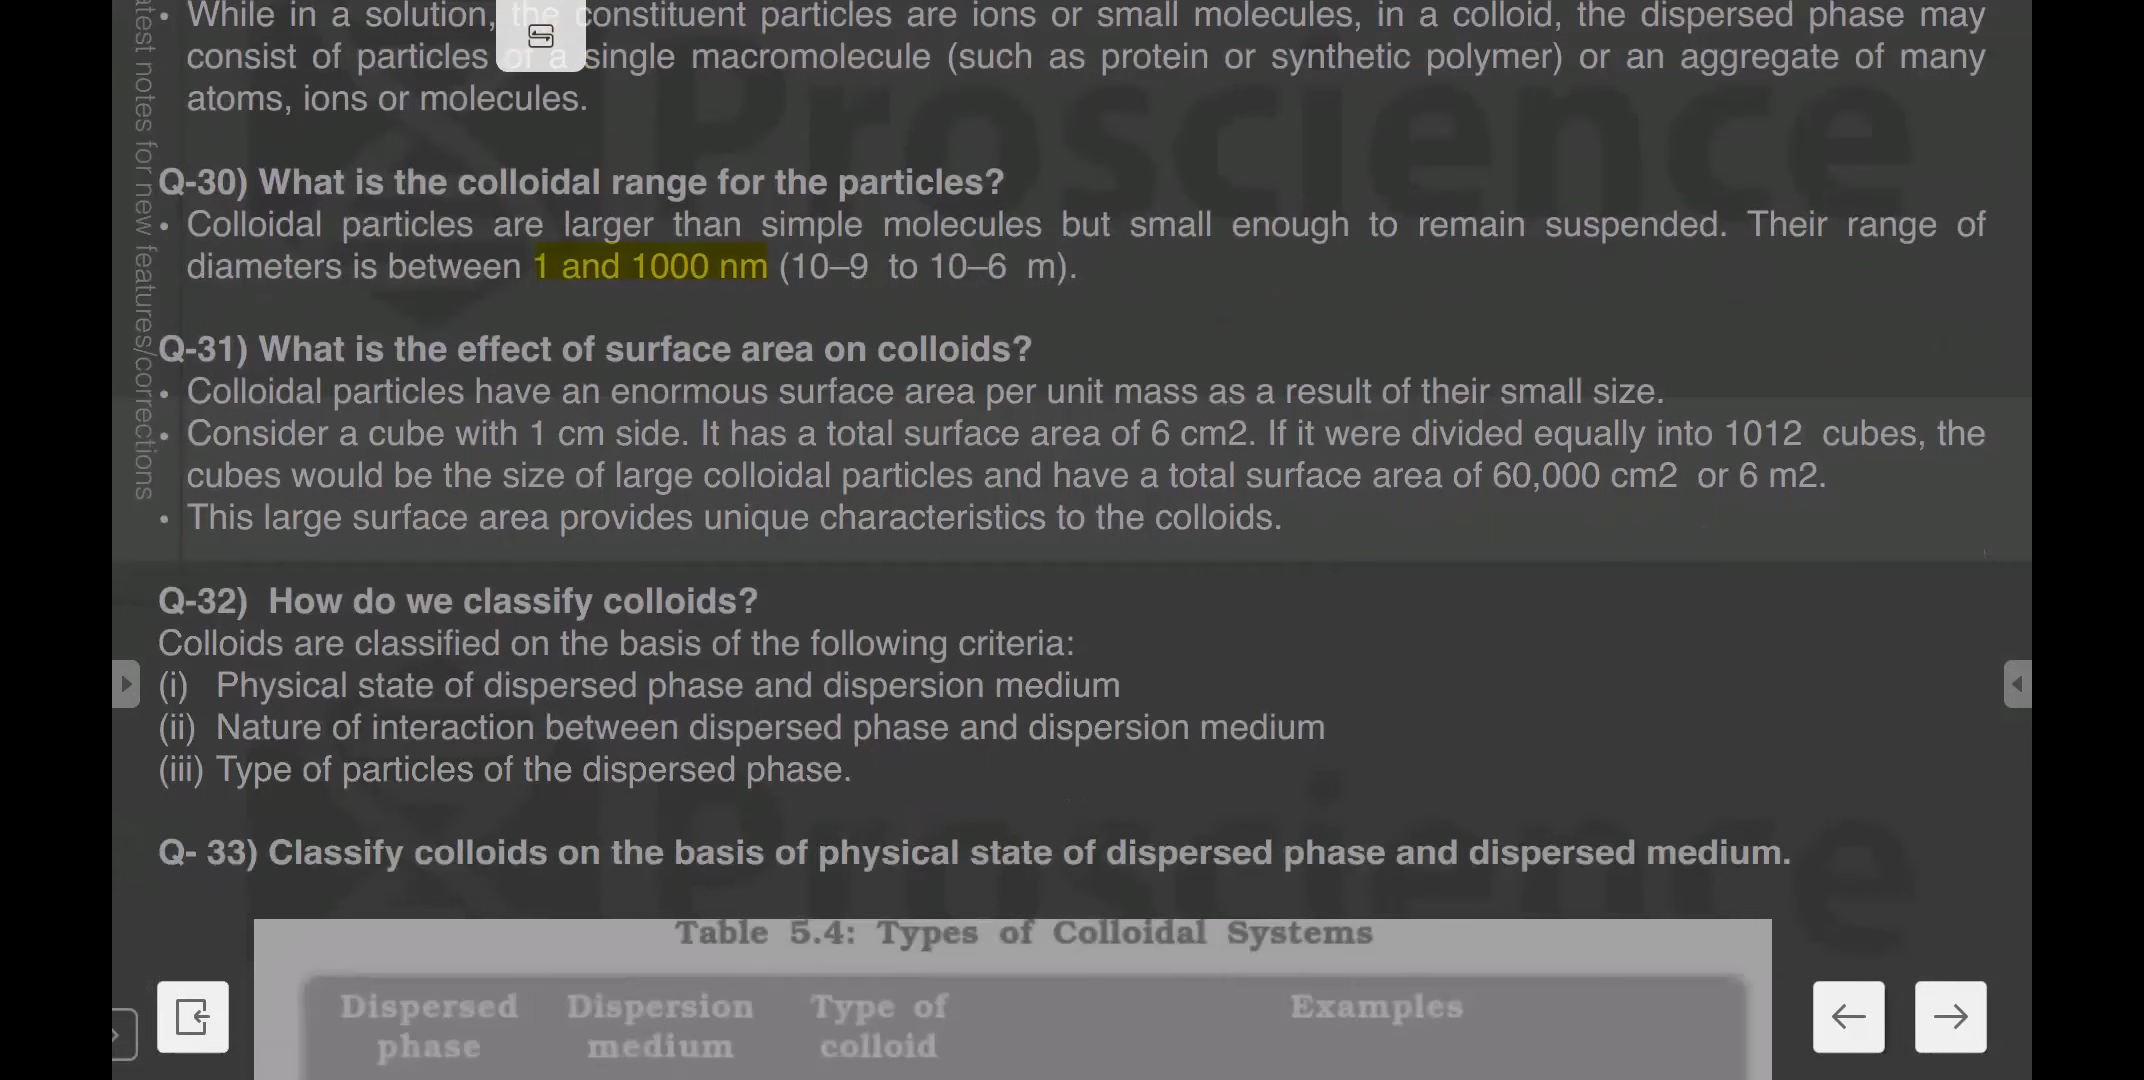 • While in a solution, the constituent particles are ions or small molecules, in a colloid, the dispersed phase may
consist of particles of a single macromolecule (such as protein or synthetic polymer) or an aggregate of many
atoms, ions or molecules.
Q-30) What is the colloidal range for the particles?
• Colloidal particles are larger than simple molecules but small enough to remain suspended. Their range of
diameters is between 1 and 1000 nm (10–9 to 10–6 m).
Q-31) What is the effect of surface area on colloids?
• Colloidal particles have an enormous surface area per unit mass as a result of their small size.
• Consider a cube with 1 cm side. It has a total surface area of 6 cm2. If it were divided equally into 1012 cubes, the
cubes would be the size of large colloidal particles and have a total surface area of 60,000 cm2 or 6 m2.
• This large surface area provides unique characteristics to the colloids.
Q-32) How do we classify colloids?
Colloids are classified on the basis of the following criteria:
(i) Physical state of dispersed phase and dispersion medium
(ii) Nature of interaction between dispersed phase and dispersion medium
(iii) Type of particles of the dispersed phase.
Q- 33) Classify colloids on the basis of physical state of dispersed phase and dispersed medium.
Table 5.4: Types of Colloidal Systems
Dispersed phase
Dispersion medium
Type of colloid
Examples
notes for new features/corrections
Proscience
Proscience